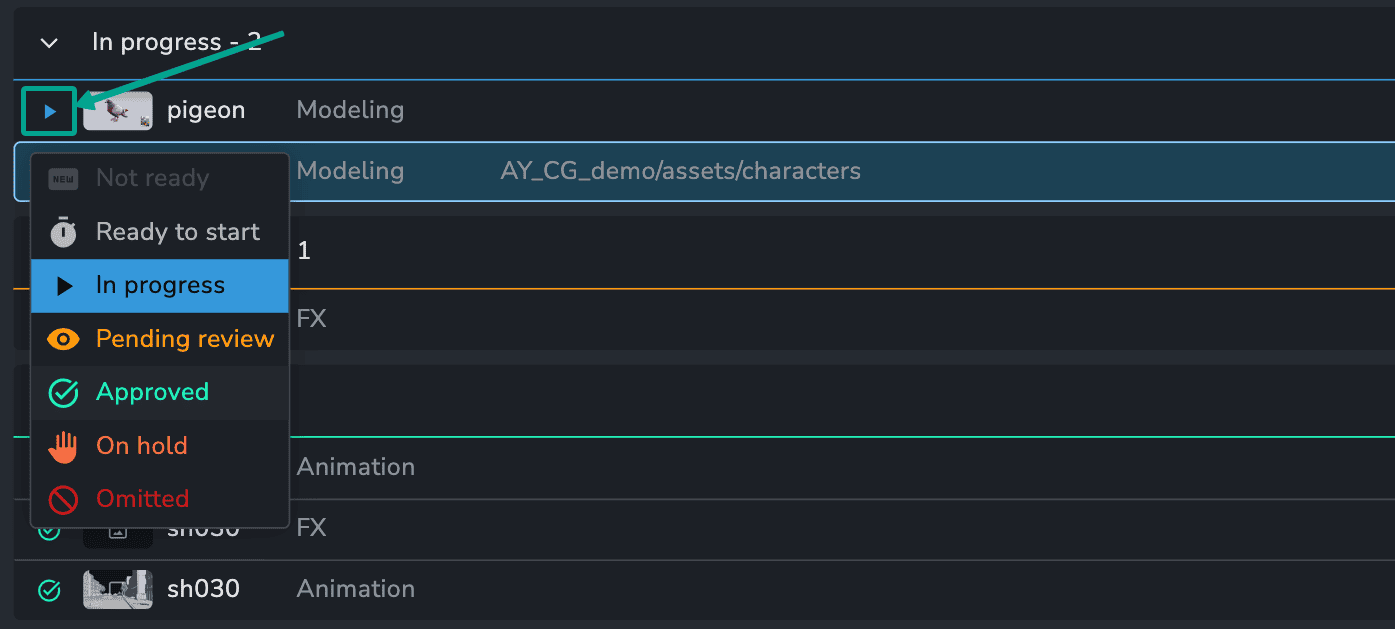 In progress - 2
pigeon Modeling
NEW Not ready Modeling AY_CG_demo/assets/characters
Ready to start 1
In progress
Pending review FX
Approved
On hold Animation
Omitted
sh030 FX
sh030 Animation